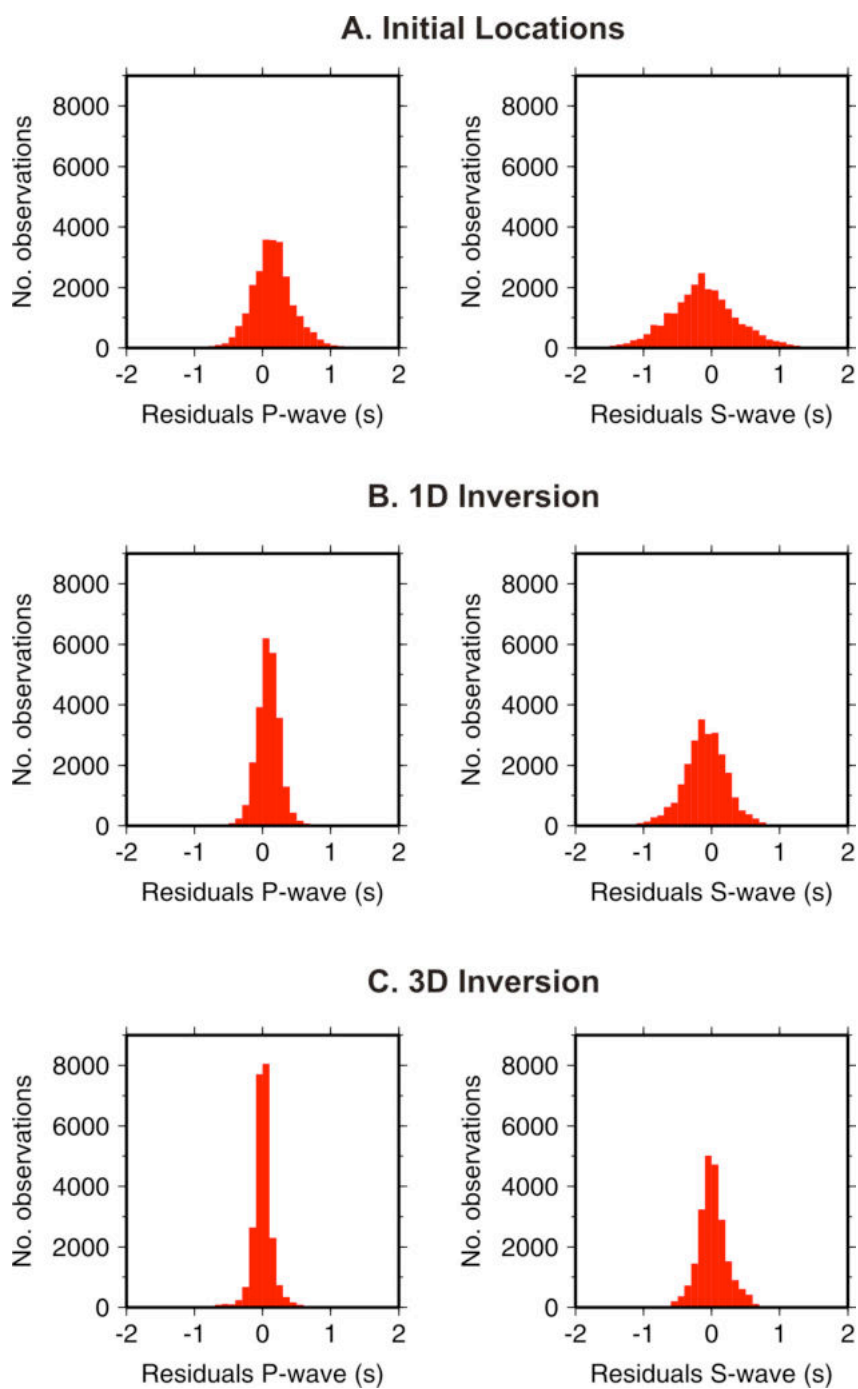 A. Initial Locations
No. observations
8000
6000
4000
2000
0
-2 -1 0 1 2
Residuals P-wave (s)
No. observations
8000
6000
4000
2000
0
-2 -1 0 1 2
Residuals S-wave (s)
B. 1D Inversion
No. observations
8000
6000
4000
2000
0
-2 -1 0 1 2
Residuals P-wave (s)
No. observations
8000
6000
4000
2000
0
-2 -1 0 1 2
Residuals S-wave (s)
C. 3D Inversion
No. observations
8000
6000
4000
2000
0
-2 -1 0 1 2
Residuals P-wave (s)
No. observations
8000
6000
4000
2000
0
-2 -1 0 1 2
Residuals S-wave (s)